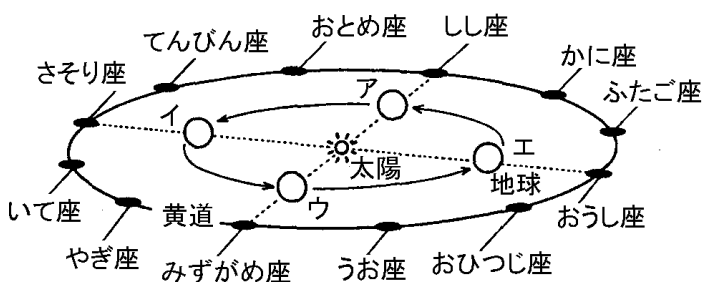 おとめ座
しし座
てんびん座
かに座
さそり座
ふたご座
ア
イ
エ
太陽
地球
ウ
いて座
黄道
おうし座
やぎ座
みずがめ座
うお座
おひつじ座